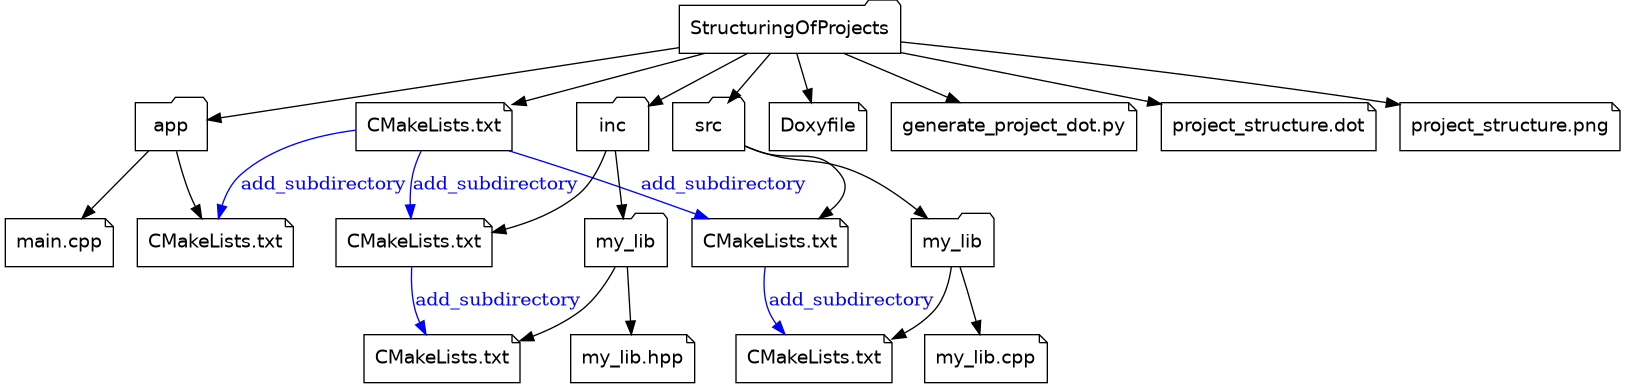 StructuringOfProjects
app
CMakeLists.txt
inc
src
Doxyfile
generate_project_dot.py
project_structure.dot
project_structure.png
add_subdirectory
add_subdirectory
add_subdirectory
main.cpp
CMakeLists.txt
CMakeLists.txt
my_lib
CMakeLists.txt
my_lib
add_subdirectory
add_subdirectory
CMakeLists.txt
my_lib.hpp
CMakeLists.txt
my_lib.cpp